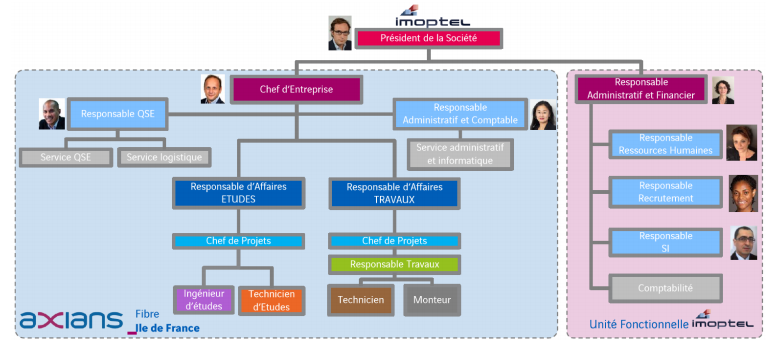 imoptel
Président de la Société
Chef d'Entreprise
Responsable
Administratif et Financier
Responsable QSE
Responsable
Administratif et Comptable
Service QSE
Service logistique
Service administratif
et informatique
Responsable
Ressources Humaines
Responsable d'Affaires
ETUDES
Responsable d'Affaires
TRAVAUX
Responsable
Recrutement
Chef de Projets
Chef de Projets
Responsable
SI
Responsable Travaux
Ingénieur
d'études
Technicien
d'Etudes
Technicien
Monteur
Comptabilité
axians
Fibre
Ile de France
Unité Fonctionnelle imoptel